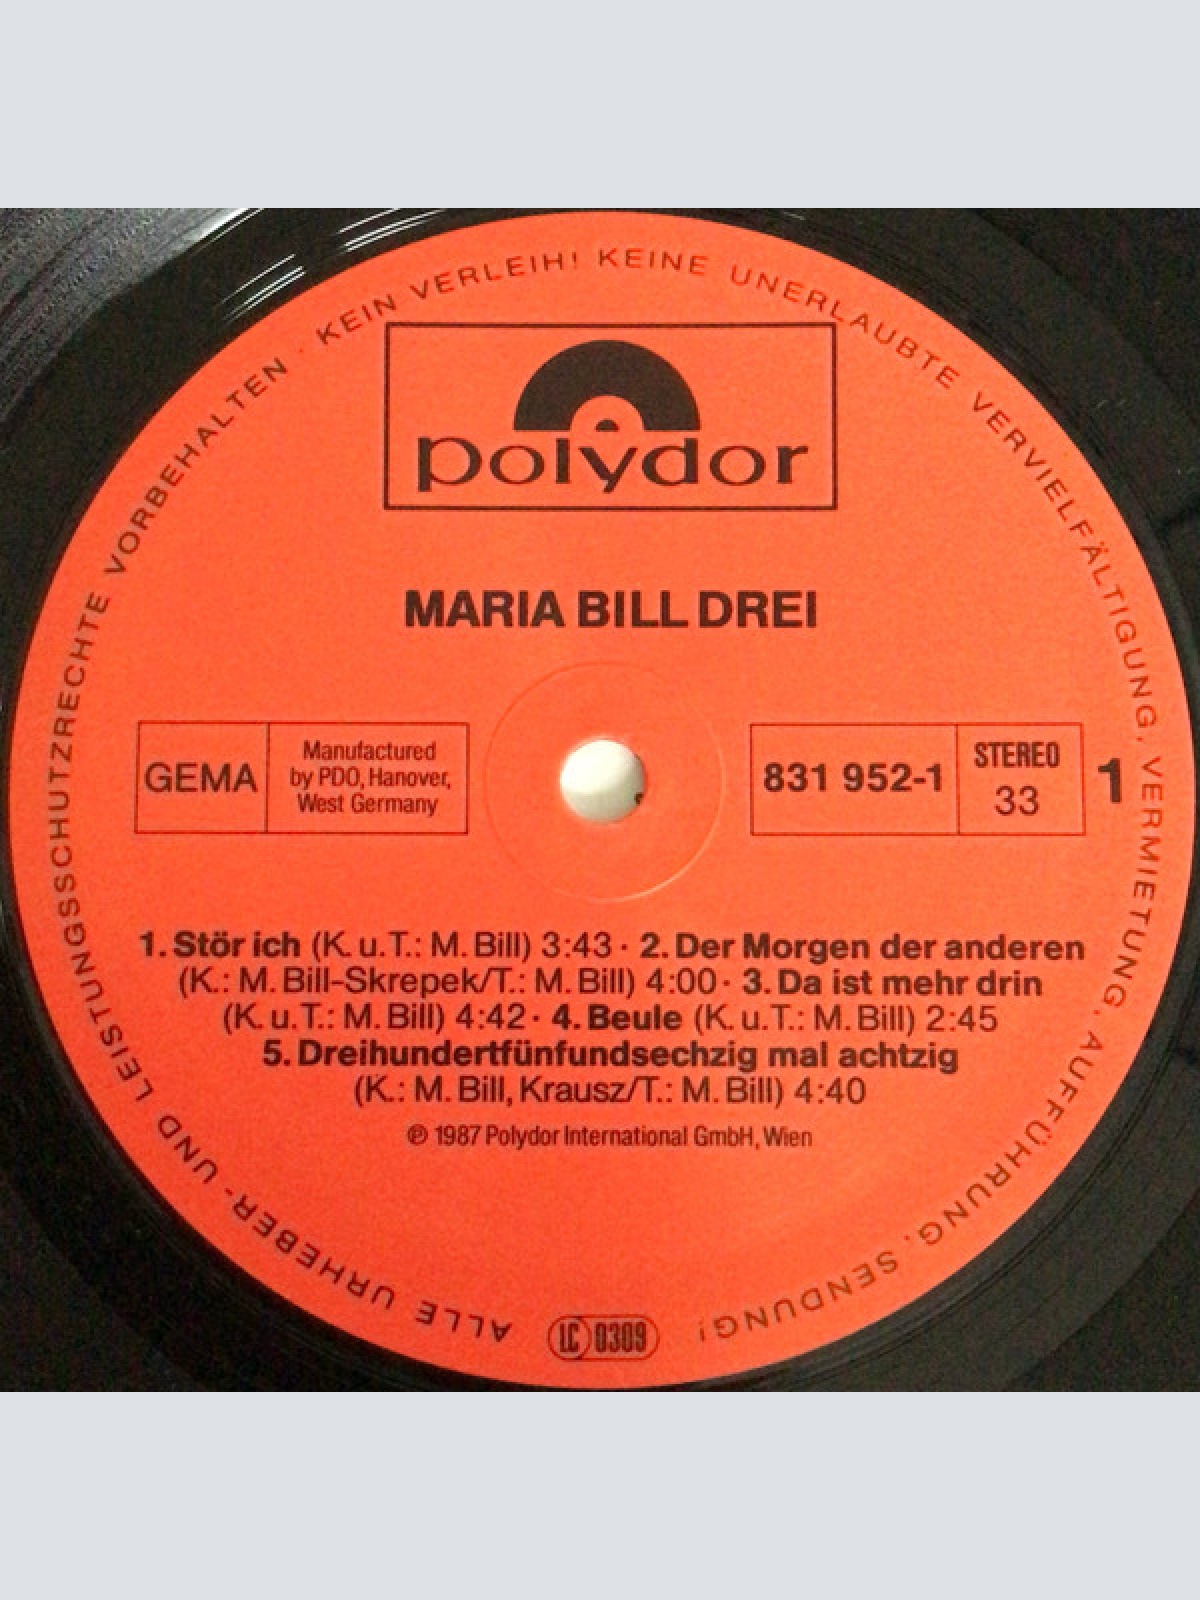 ALLE URHEBER- UND LEISTUNGSSCHUTZRECHTE VORBEHALTEN · KEIN VERLEIH! KEINE UNERLAUBTE VERVIELFÄLTIGUNG, VERMIETUNG, AUFFÜHRUNG, SENDUNG!
polydor
MARIA BILL DREI
GEMA
Manufactured
by PDO, Hanover,
West Germany
831 952-1
STEREO
33
1
1. Stör ich (K. u. T.: M. Bill) 3:43 · 2. Der Morgen der anderen
(K.: M. Bill-Skrepek/T.: M. Bill) 4:00 · 3. Da ist mehr drin
(K. u. T.: M. Bill) 4:42 · 4. Beule (K. u. T.: M. Bill) 2:45
5. Dreihundertfünfundsechzig mal achtzig
(K.: M. Bill, Krausz/T.: M. Bill) 4:40
℗ 1987 Polydor International GmbH, Wien
LC 0309